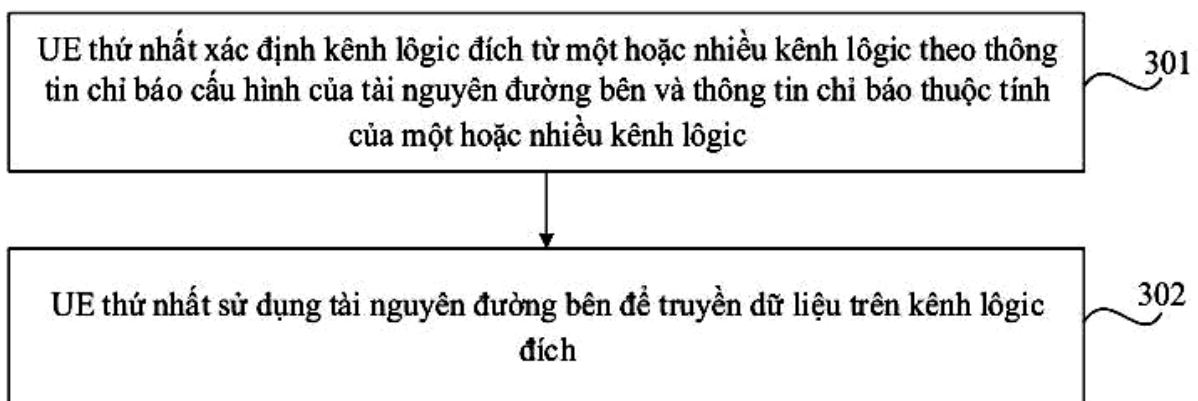 UE thứ nhất xác định kênh lôgic đích từ một hoặc nhiều kênh lôgic theo thông
tin chỉ báo cấu hình của tài nguyên đường bên và thông tin chỉ báo thuộc tính
của một hoặc nhiều kênh lôgic
301
UE thứ nhất sử dụng tài nguyên đường bên để truyền dữ liệu trên kênh lôgic
đích
302